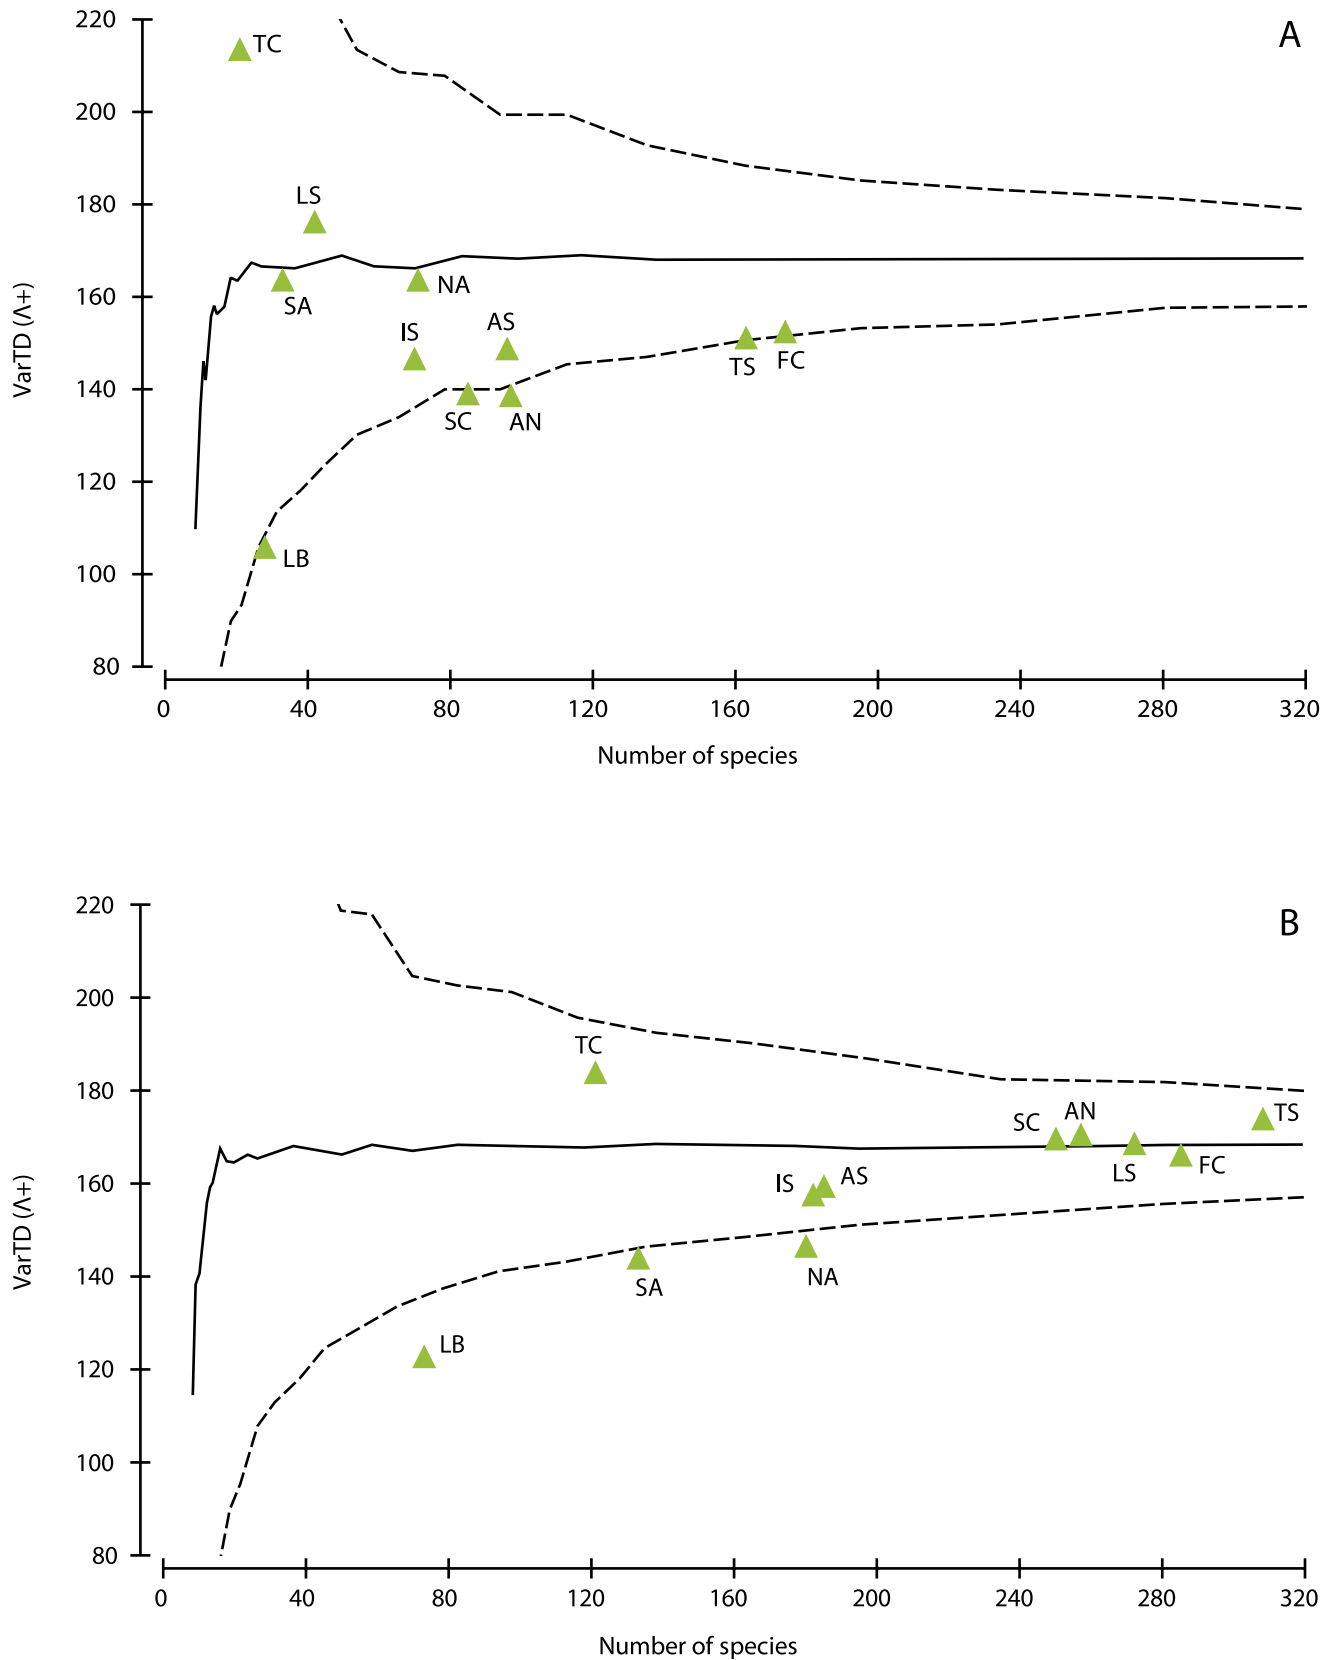 A
220
200
180
160
140
120
100
80
VarTD (Λ+)
TC
LS
SA
NA
IS
AS
SC
AN
TS
FC
LB
0 40 80 120 160 200 240 280 320
Number of species
B
220
200
180
160
140
120
100
80
VarTD (Λ+)
TC
SC
AN
TS
LS
FC
IS
AS
SA
NA
LB
0 40 80 120 160 200 240 280 320
Number of species